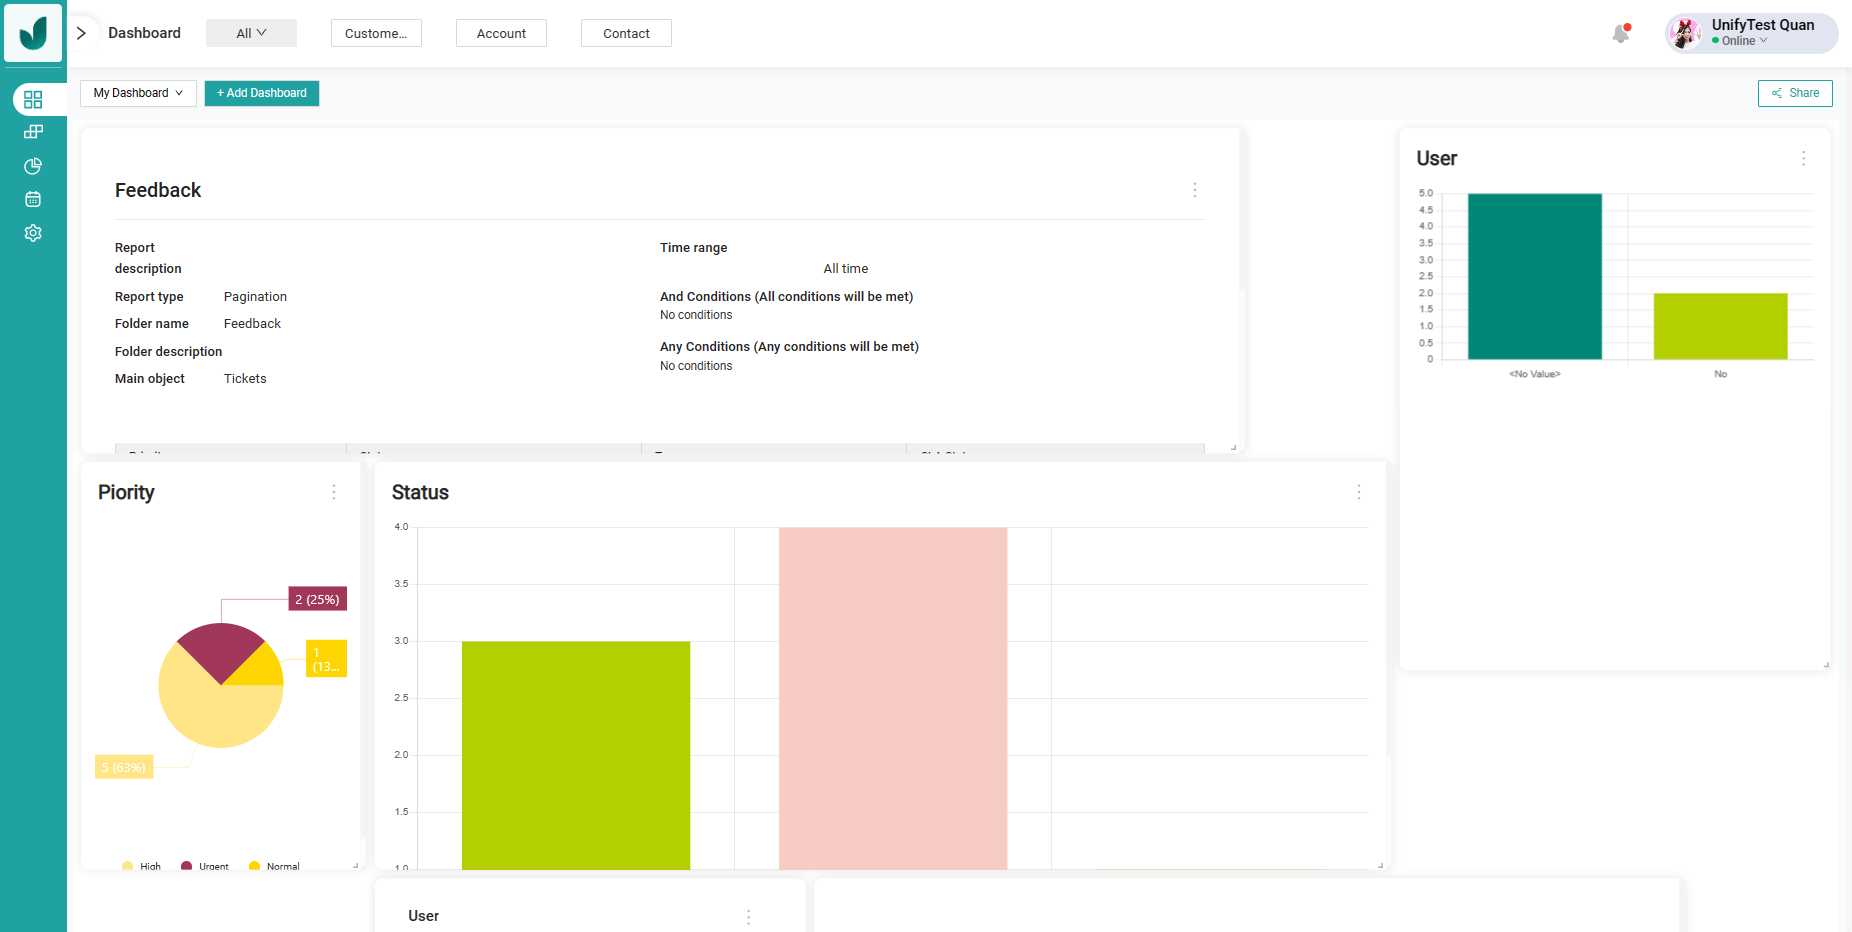 Dashboard
All
Custome...
Account
Contact
UnifyTest Quan
Online
My Dashboard
+ Add Dashboard
Share
Feedback
Report description
Time range
All time
Report type
Pagination
And Conditions (All conditions will be met)
No conditions
Folder name
Feedback
Folder description
Any Conditions (Any conditions will be met)
No conditions
Main object
Tickets
User
5.0
4.5
4.0
3.5
3.0
2.5
2.0
1.5
1.0
0.5
0
<No Value>
No
Piority
2 (25%)
1
(13...
5 (63%)
High
Urgent
Normal
Status
4.0
3.5
3.0
2.5
2.0
1.5
1.0
User